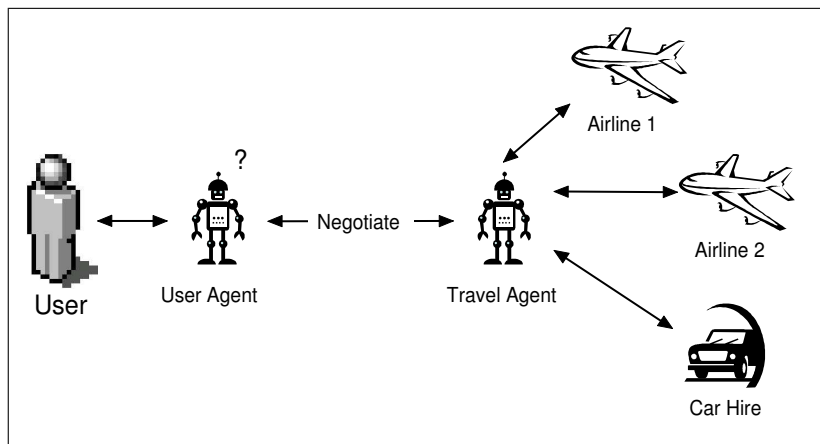 Airline 1
?
Negotiate
Airline 2
User
User Agent
Travel Agent
Car Hire